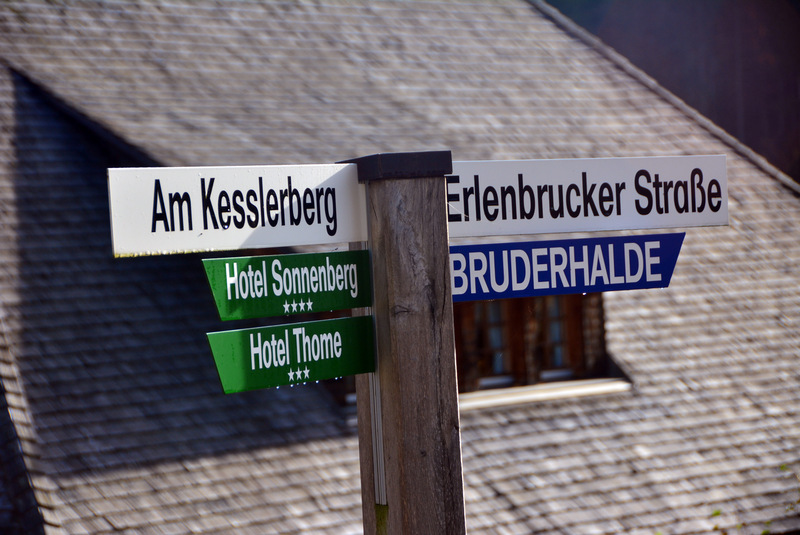 Am Kesslerberg
Erlenbrucker Straße
Hotel Sonnenberg
★★★★
BRUDERHALDE
Hotel Thome
★★★